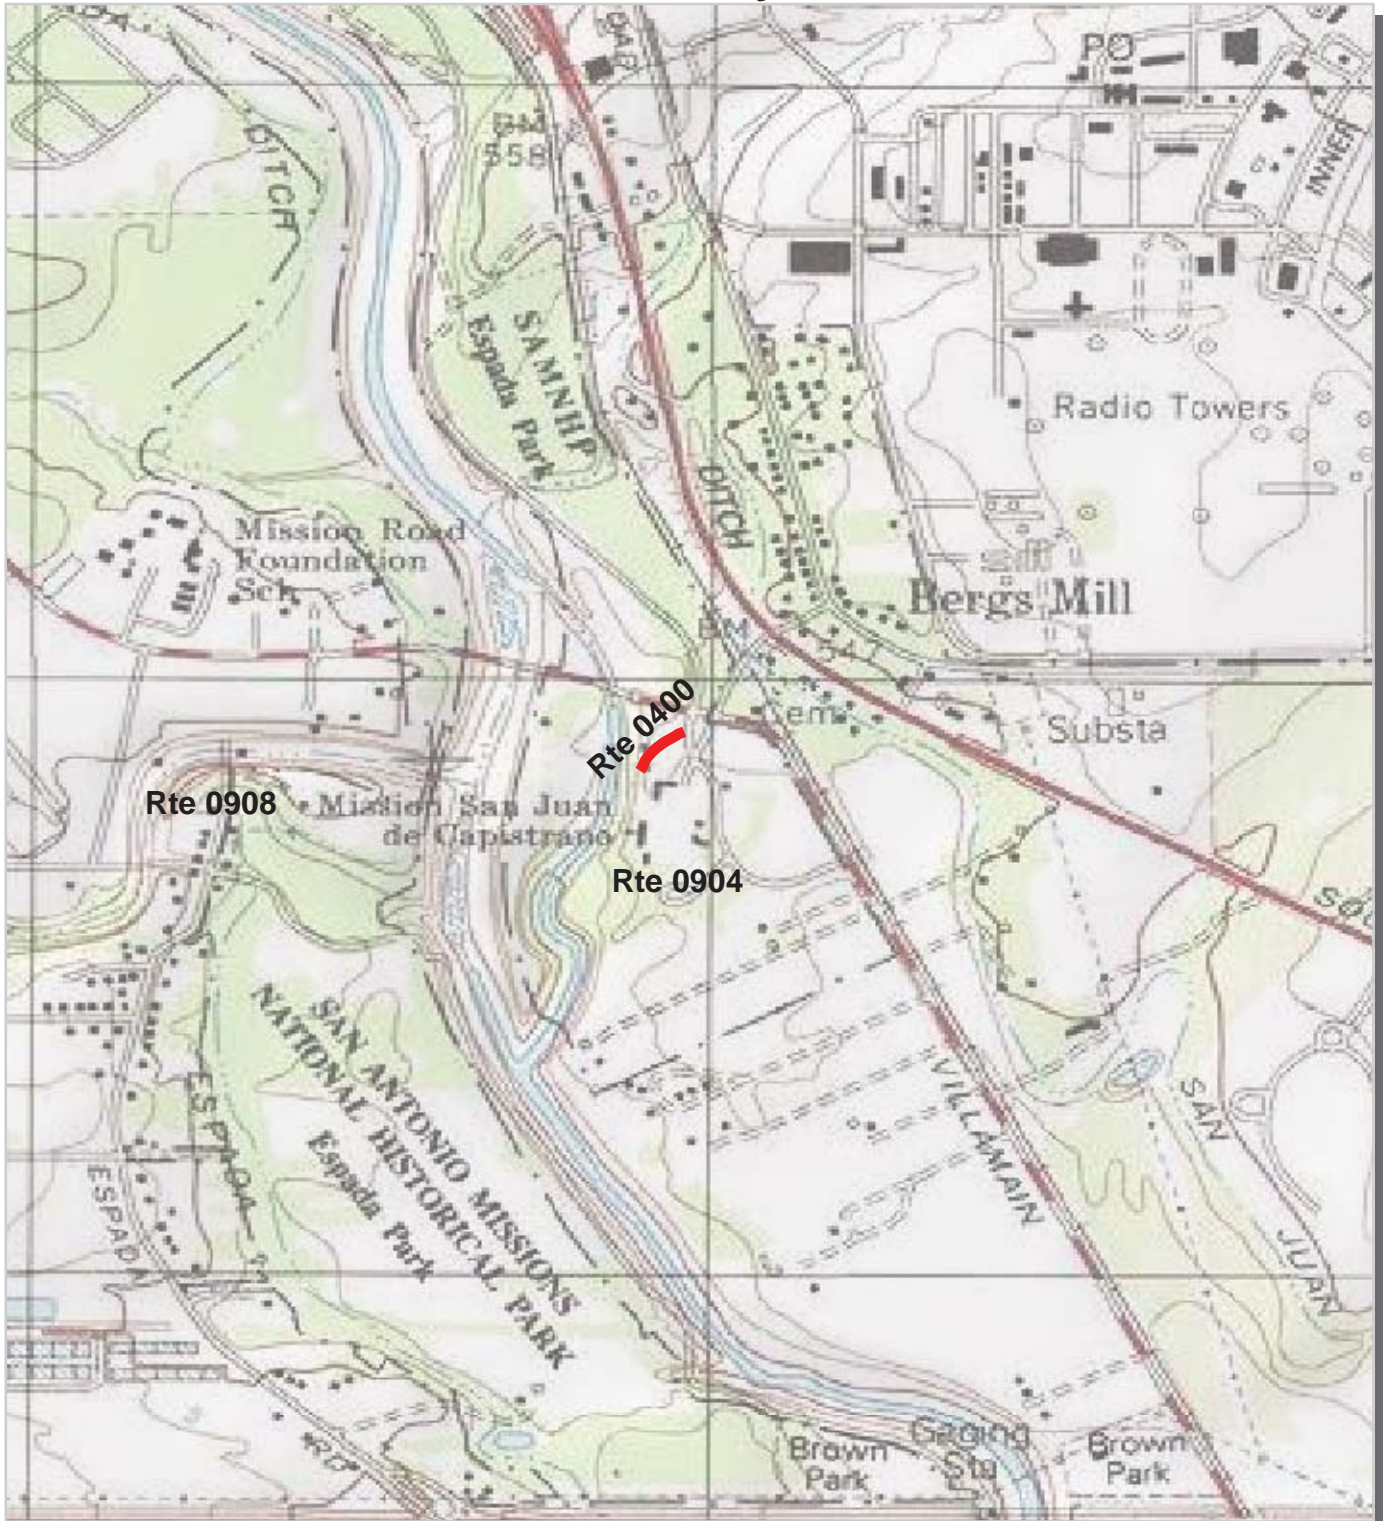 PO
DITCH
BM
558
INNER
SAMNHP
Espada Park
Radio Towers
DITCH
Mission Road
Foundation
Sch
Bergs Mill
BM
547
Rte 0400
Cem
Substa
Rte 0908
Mission San Juan
de Capistrano
Rte 0904
SAN ANTONIO MISSIONS
NATIONAL HISTORICAL PARK
Espada Park
ESPADA
ESPADA
RD
VILLAMAIN
SAN
JUAN
Gaging
Sta
Brown
Park
Brown
Park